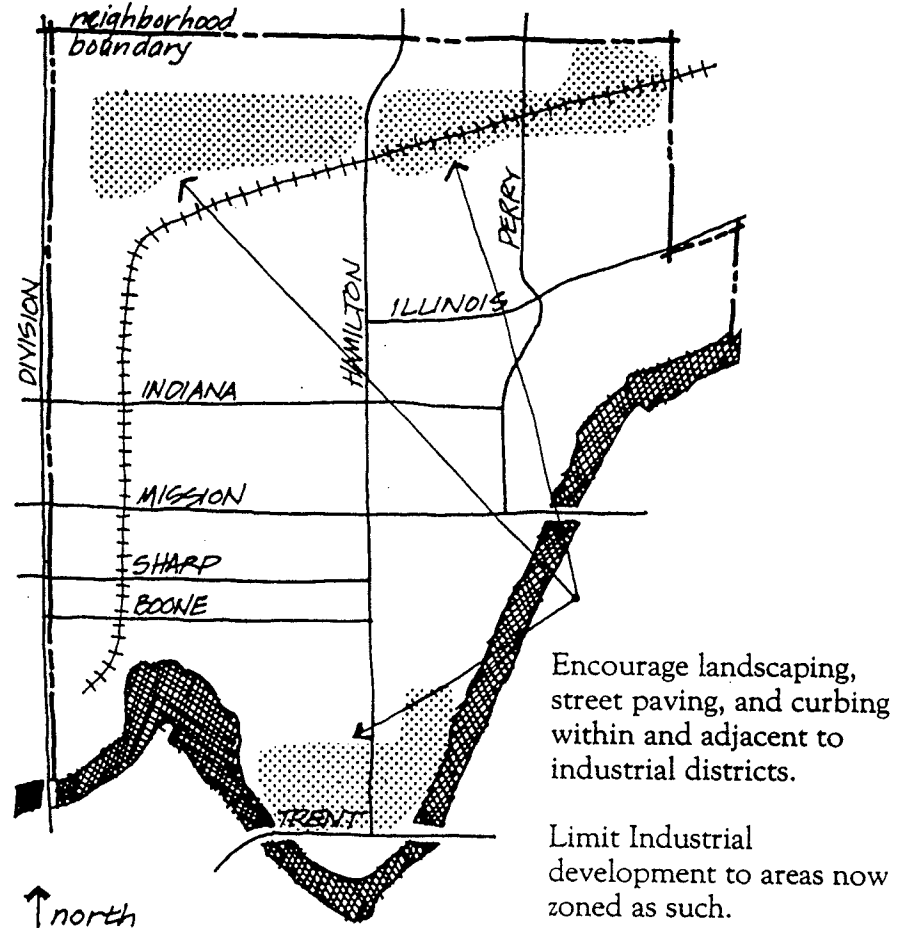 neighborhood
boundary
PERRY
HAMILTON
DIVISION
ILLINOIS
INDIANA
MISSION
SHARP
BOONE
Encourage landscaping,
street paving, and curbing
within and adjacent to
industrial districts.
TRENT
Limit Industrial
development to areas now
zoned as such.
north